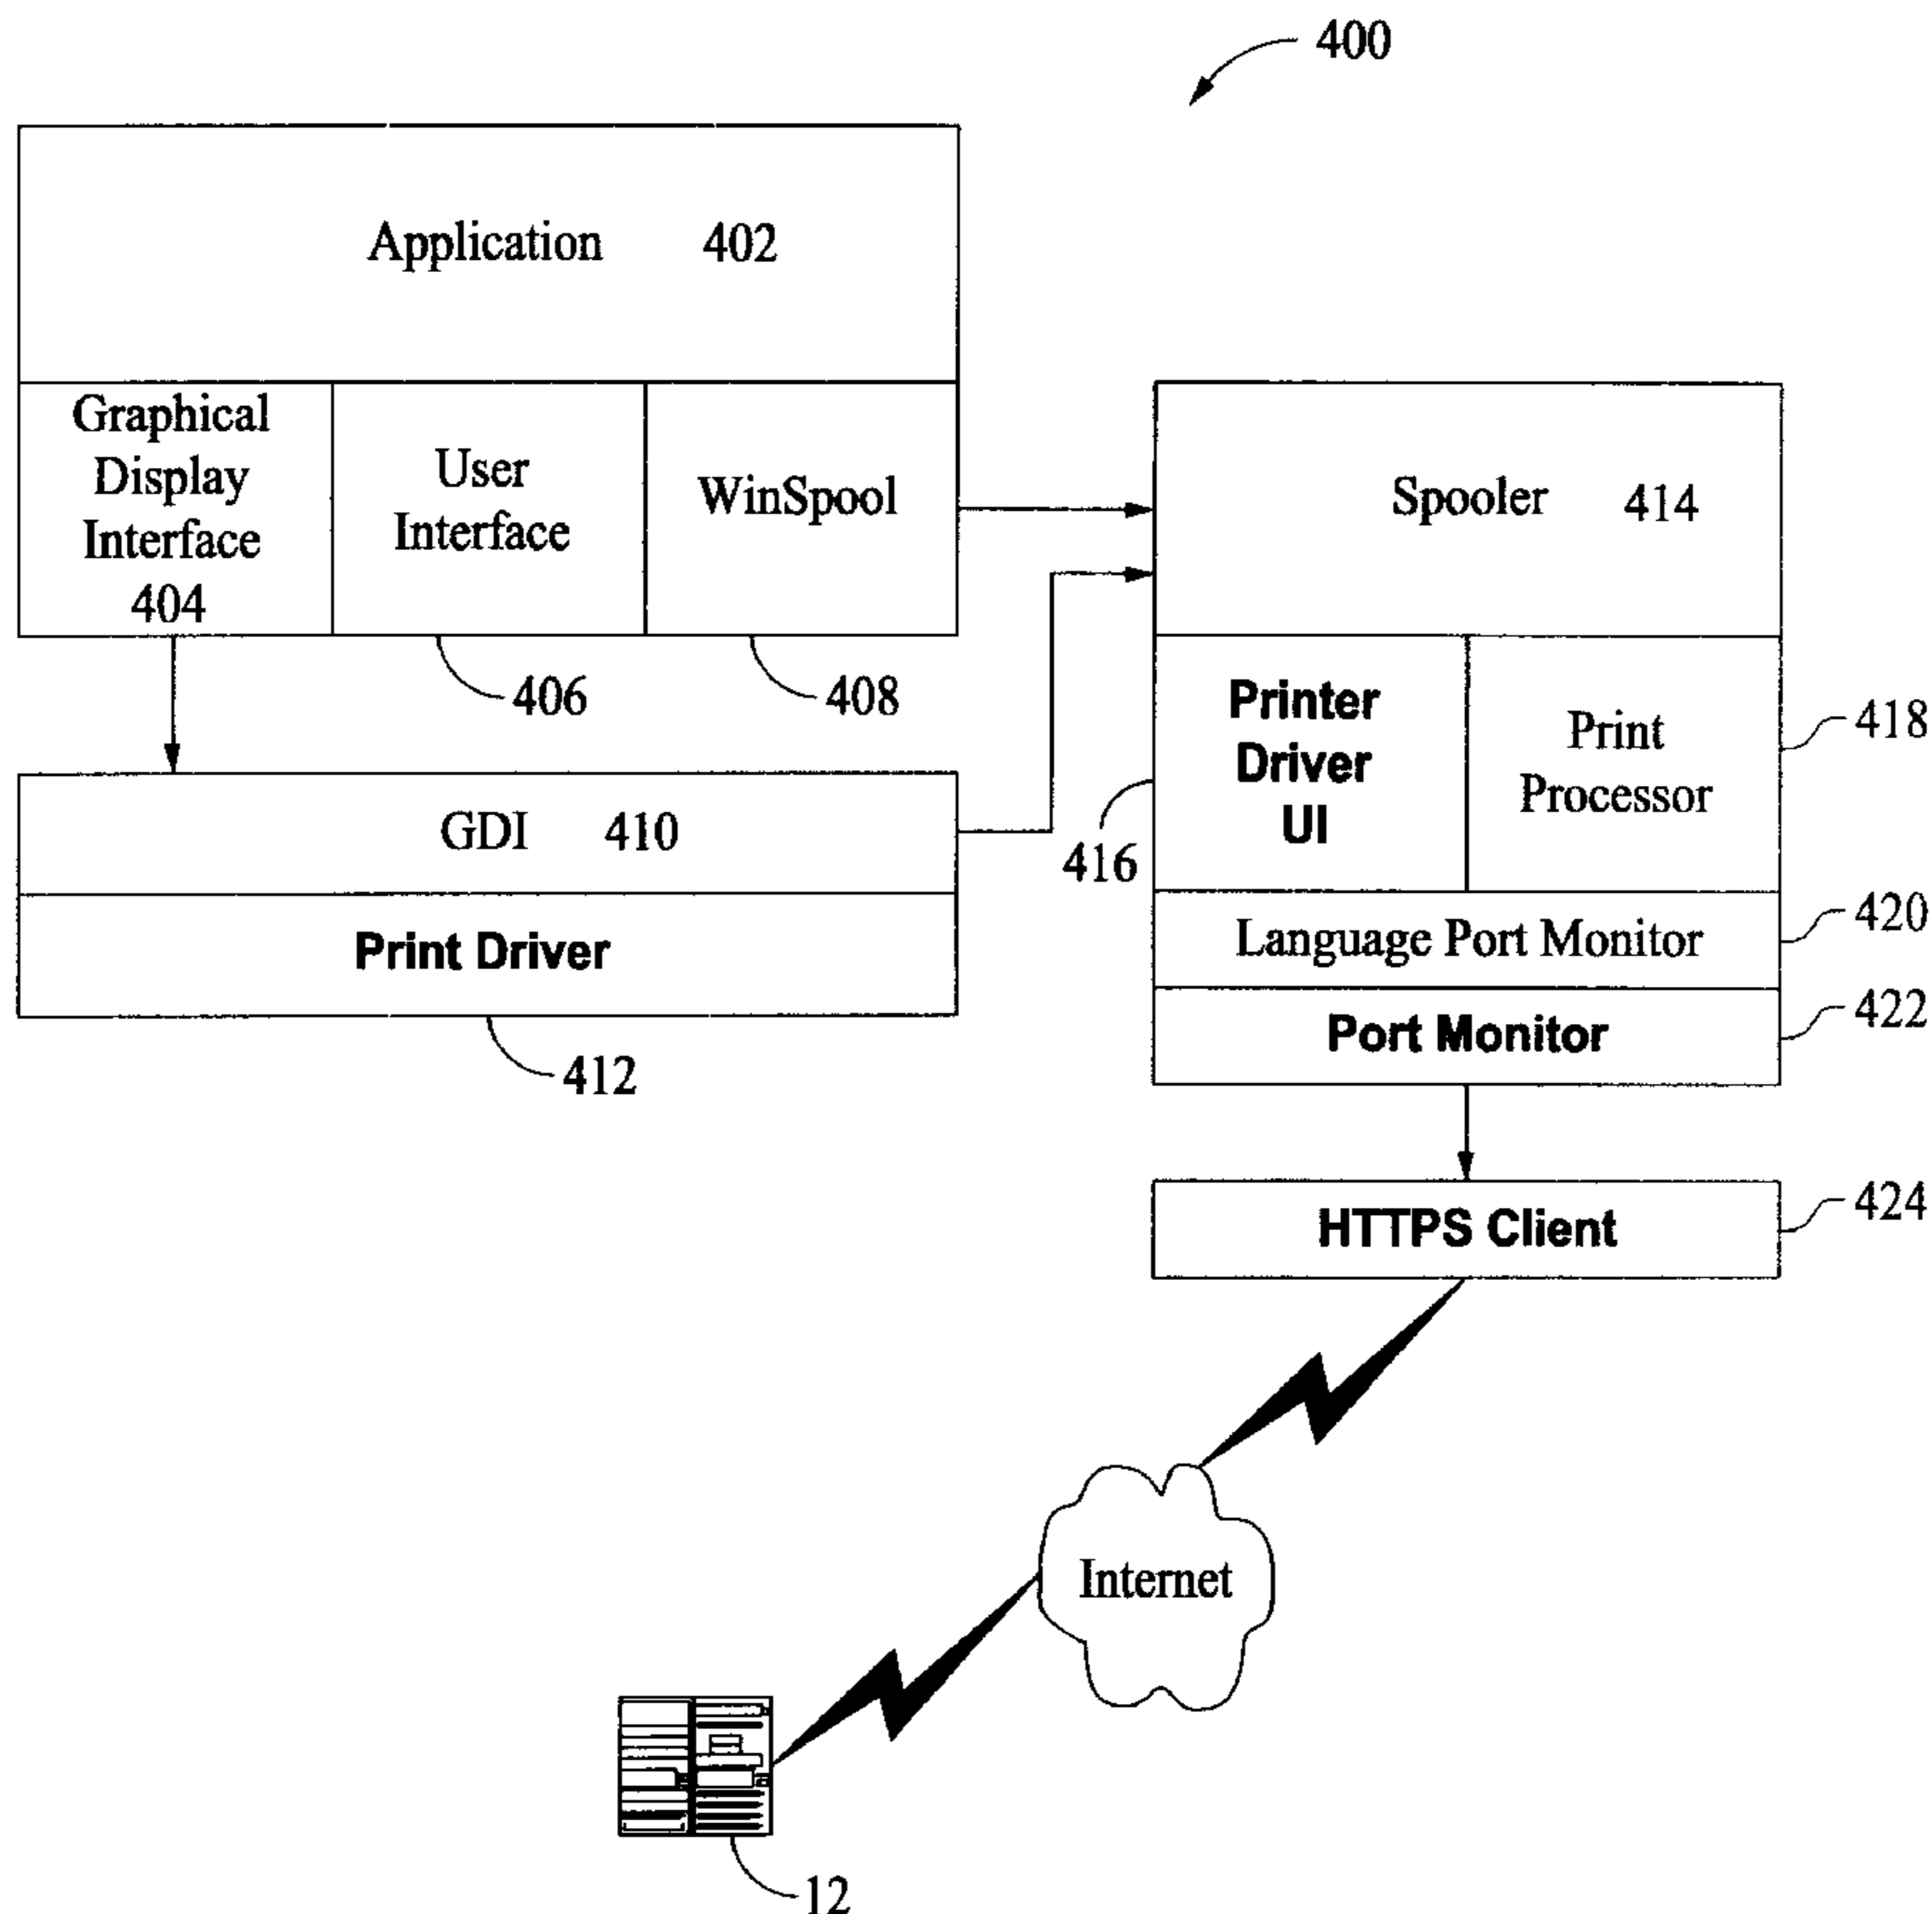 400
Application 402
Graphical
Display
Interface
404
User
Interface
WinSpool
406
408
GDI 410
Print Driver
412
Spooler 414
Printer
Driver
UI
416
Print
Processor
418
Language Port Monitor
420
Port Monitor
422
HTTPS Client
424
Internet
12